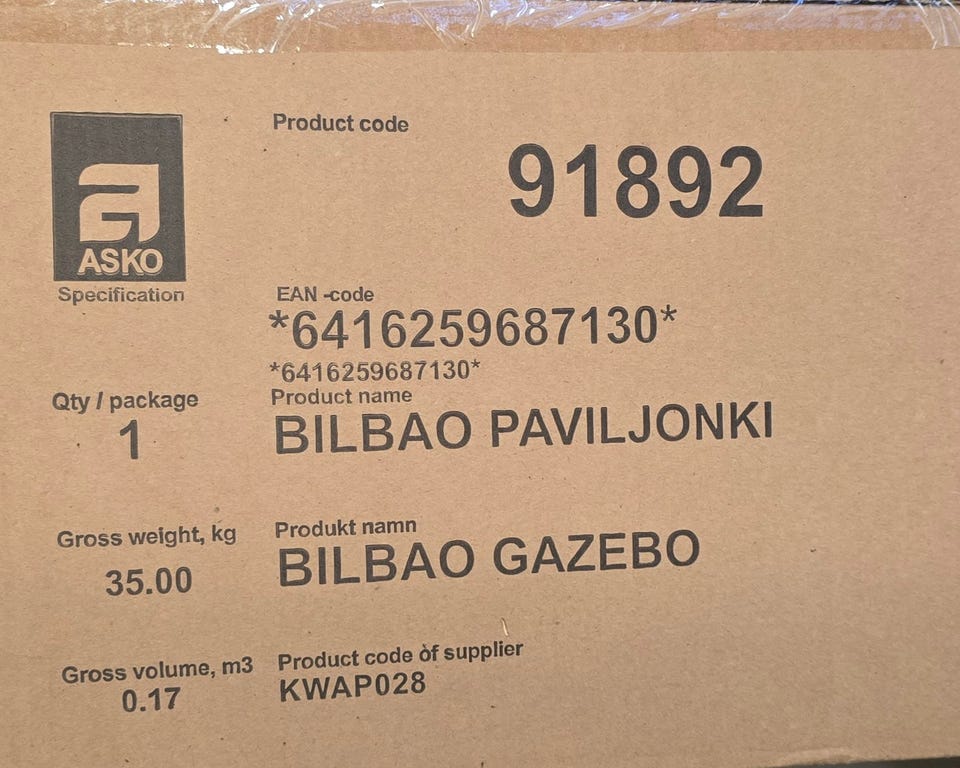 Product code
91892
ASKO
Specification
EAN -code
*6416259687130*
*6416259687130*
Qty / package
1
Product name
BILBAO PAVILJONKI
Gross weight, kg
35.00
Produkt namn
BILBAO GAZEBO
Gross volume, m3
0.17
Product code of supplier
KWAP028